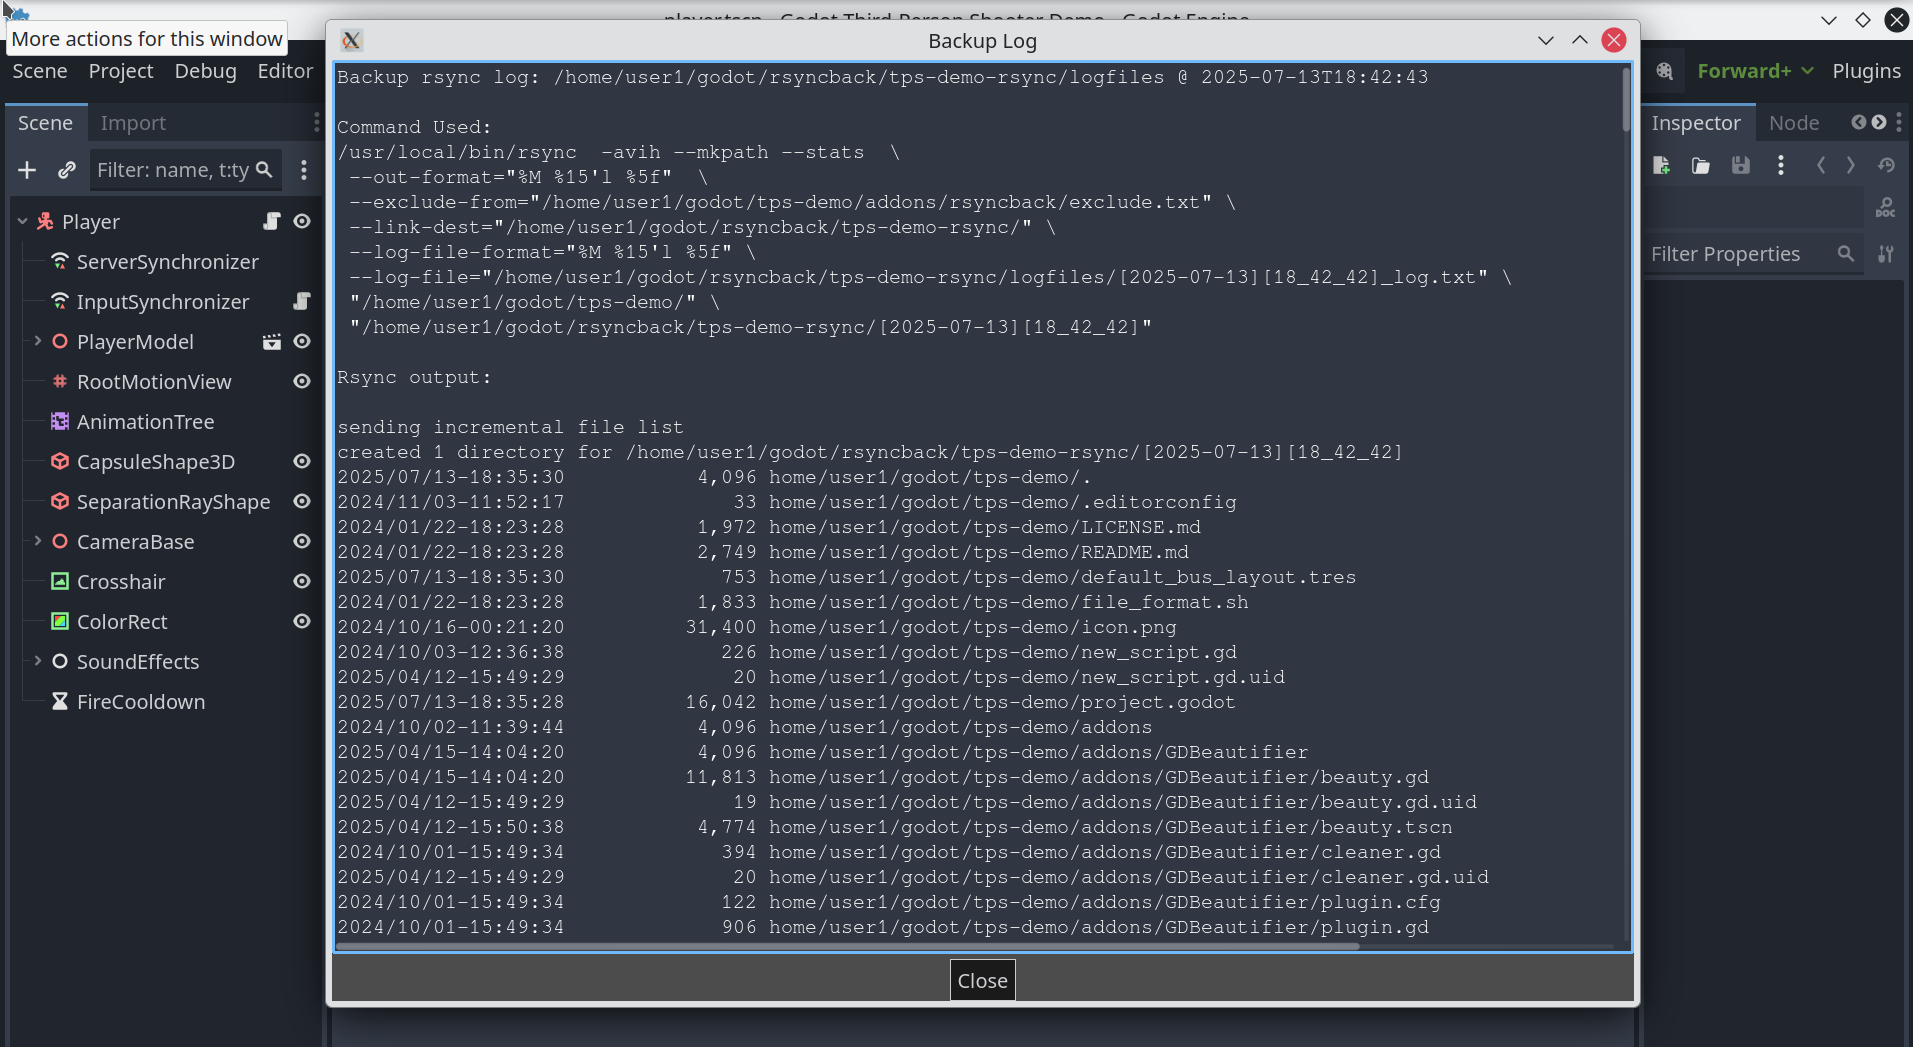 player.tscn - Godot Third Person Shooter Demo - Godot Engine
More actions for this window
Backup Log
Scene Project Debug Editor
Forward+ Plugins
Scene Import
Filter: name, t:ty
Player
ServerSynchronizer
InputSynchronizer
PlayerModel
RootMotionView
AnimationTree
CapsuleShape3D
SeparationRayShape
CameraBase
Crosshair
ColorRect
SoundEffects
FireCooldown
Backup rsync log: /home/user1/godot/rsyncback/tps-demo-rsync/logfiles @ 2025-07-13T18:42:43
Command Used:
/usr/local/bin/rsync  -avih --mkpath --stats  \
 --out-format="%M %15'l %5f"  \
 --exclude-from="/home/user1/godot/tps-demo/addons/rsyncback/exclude.txt" \
 --link-dest="/home/user1/godot/rsyncback/tps-demo-rsync/" \
 --log-file-format="%M %15'l %5f" \
 --log-file="/home/user1/godot/rsyncback/tps-demo-rsync/logfiles/[2025-07-13][18_42_42]_log.txt" \
 "/home/user1/godot/tps-demo/" \
 "/home/user1/godot/rsyncback/tps-demo-rsync/[2025-07-13][18_42_42]"
Rsync output:
sending incremental file list
created 1 directory for /home/user1/godot/rsyncback/tps-demo-rsync/[2025-07-13][18_42_42]
2025/07/13-18:35:30           4,096 home/user1/godot/tps-demo/.
2024/11/03-11:52:17              33 home/user1/godot/tps-demo/.editorconfig
2024/01/22-18:23:28           1,972 home/user1/godot/tps-demo/LICENSE.md
2024/01/22-18:23:28           2,749 home/user1/godot/tps-demo/README.md
2025/07/13-18:35:30             753 home/user1/godot/tps-demo/default_bus_layout.tres
2024/01/22-18:23:28           1,833 home/user1/godot/tps-demo/file_format.sh
2024/10/16-00:21:20          31,400 home/user1/godot/tps-demo/icon.png
2024/10/03-12:36:38             226 home/user1/godot/tps-demo/new_script.gd
2025/04/12-15:49:29              20 home/user1/godot/tps-demo/new_script.gd.uid
2025/07/13-18:35:28          16,042 home/user1/godot/tps-demo/project.godot
2024/10/02-11:39:44           4,096 home/user1/godot/tps-demo/addons
2025/04/15-14:04:20           4,096 home/user1/godot/tps-demo/addons/GDBeautifier
2025/04/15-14:04:20          11,813 home/user1/godot/tps-demo/addons/GDBeautifier/beauty.gd
2025/04/12-15:49:29              19 home/user1/godot/tps-demo/addons/GDBeautifier/beauty.gd.uid
2025/04/12-15:50:38           4,774 home/user1/godot/tps-demo/addons/GDBeautifier/beauty.tscn
2024/10/01-15:49:34             394 home/user1/godot/tps-demo/addons/GDBeautifier/cleaner.gd
2025/04/12-15:49:29              20 home/user1/godot/tps-demo/addons/GDBeautifier/cleaner.gd.uid
2024/10/01-15:49:34             122 home/user1/godot/tps-demo/addons/GDBeautifier/plugin.cfg
2024/10/01-15:49:34             906 home/user1/godot/tps-demo/addons/GDBeautifier/plugin.gd
Close
Inspector Node
DOC
Filter Properties